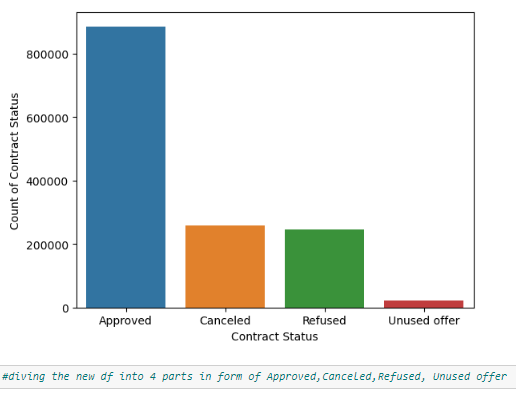 800000
600000
400000
200000
0
Count of Contract Status
Approved Canceled Refused Unused offer
Contract Status
#diving the new df into 4 parts in form of Approved,Canceled,Refused, Unused offer